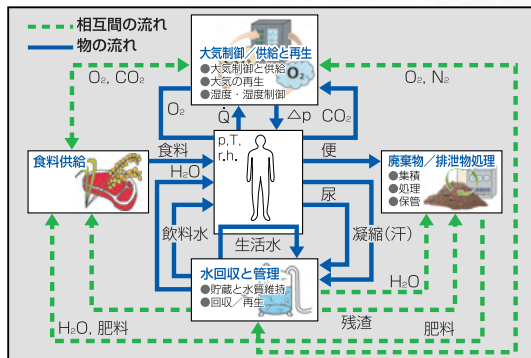 相互間の流れ
物の流れ
大気制御／供給と再生
●大気制御と供給
●大気の再生
●湿度・湿度制御
O₂
O₂, CO₂
O₂, N₂
O₂
Q̇
Δp
CO₂
p.T.
r.h.
食料
便
食料供給
H₂O
尿
廃棄物／排泄物処理
●集積
●処理
●保管
飲料水
生活水
凝縮(汗)
水回収と管理
●貯蔵と水質維持
●回収／再生
H₂O
残渣
H₂O, 肥料
肥料